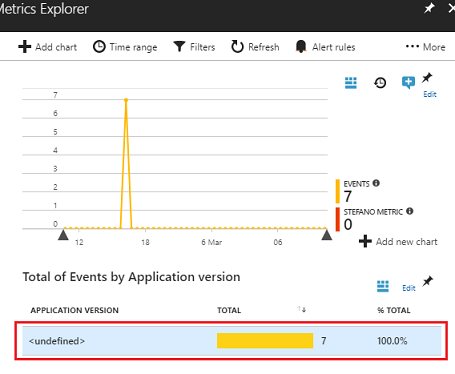 Metrics Explorer
Add chart Time range Filters Refresh Alert rules ··· More
Edit
7
6
5
4
3
2
1
0
12 18 6 Mar 06
EVENTS
7
STEFANO METRIC
0
Add new chart
Total of Events by Application version
Edit
APPLICATION VERSION TOTAL % TOTAL
<undefined> 7 100.0%